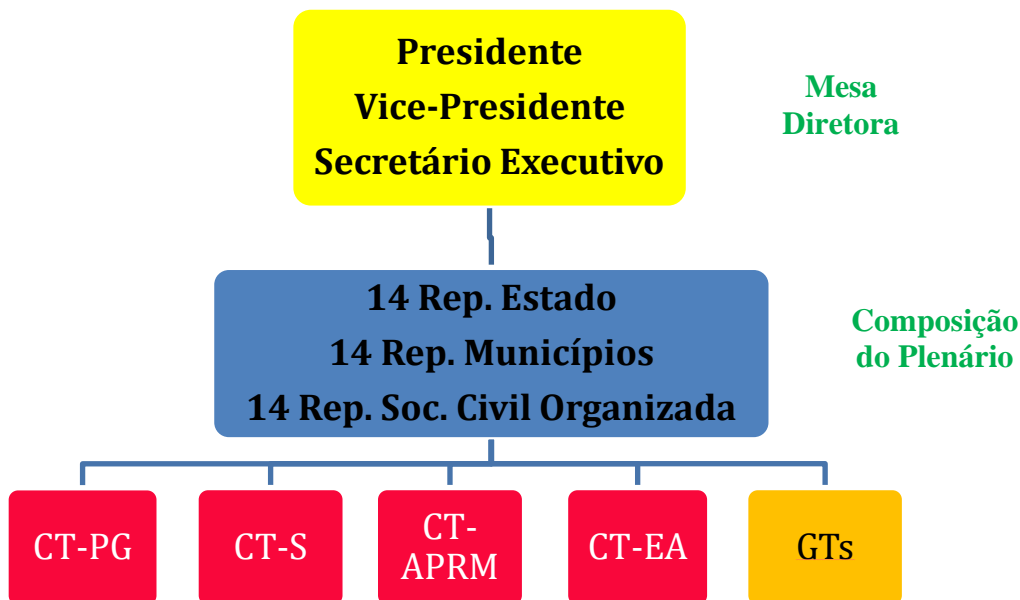 Presidente
Vice-Presidente
Secretário Executivo
Mesa
Diretora
14 Rep. Estado
14 Rep. Municípios
14 Rep. Soc. Civil Organizada
Composição
do Plenário
CT-PG
CT-S
CT-
APRM
CT-EA
GTs